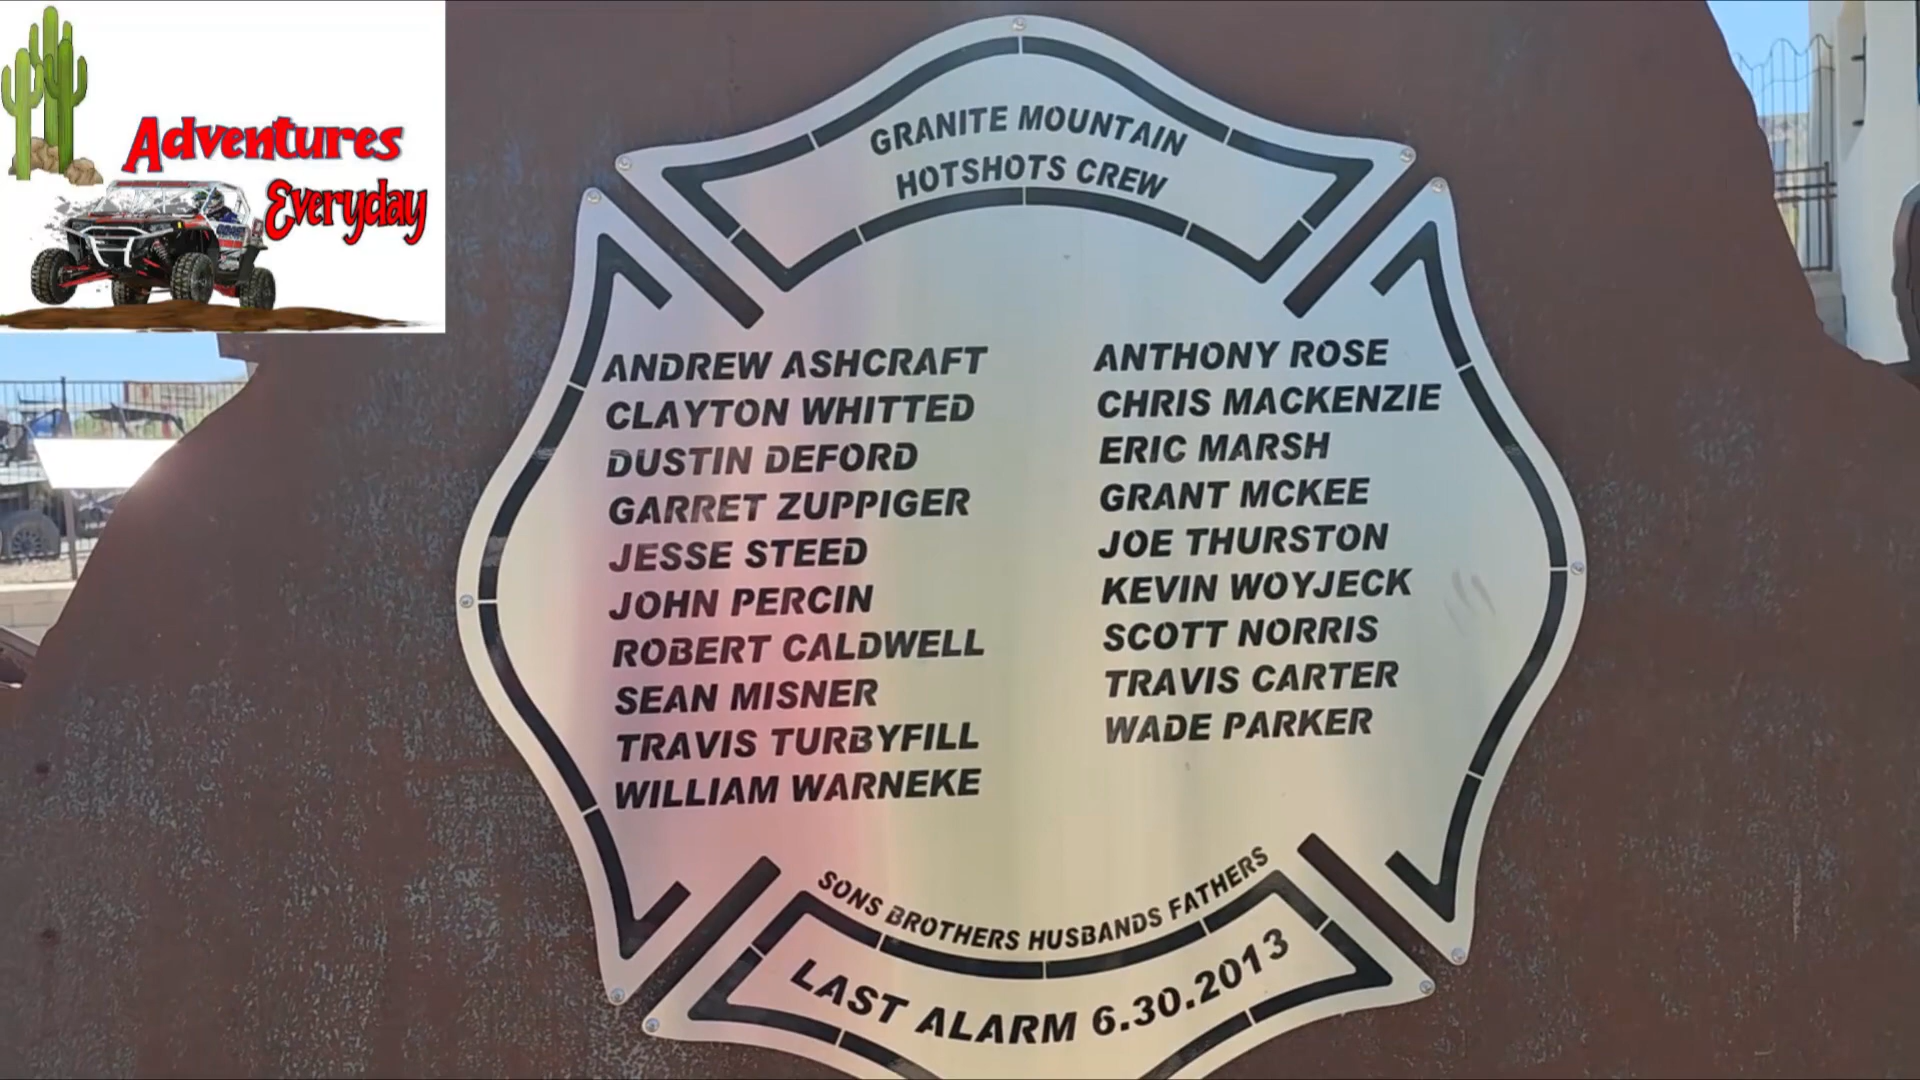 Adventures
Everyday
GRANITE MOUNTAIN
HOTSHOTS CREW
ANDREW ASHCRAFT
CLAYTON WHITTED
DUSTIN DEFORD
GARRET ZUPPIGER
JESSE STEED
JOHN PERCIN
ROBERT CALDWELL
SEAN MISNER
TRAVIS TURBYFILL
WILLIAM WARNEKE
ANTHONY ROSE
CHRIS MACKENZIE
ERIC MARSH
GRANT MCKEE
JOE THURSTON
KEVIN WOYJECK
SCOTT NORRIS
TRAVIS CARTER
WADE PARKER
SONS BROTHERS HUSBANDS FATHERS
LAST ALARM 6.30.2013